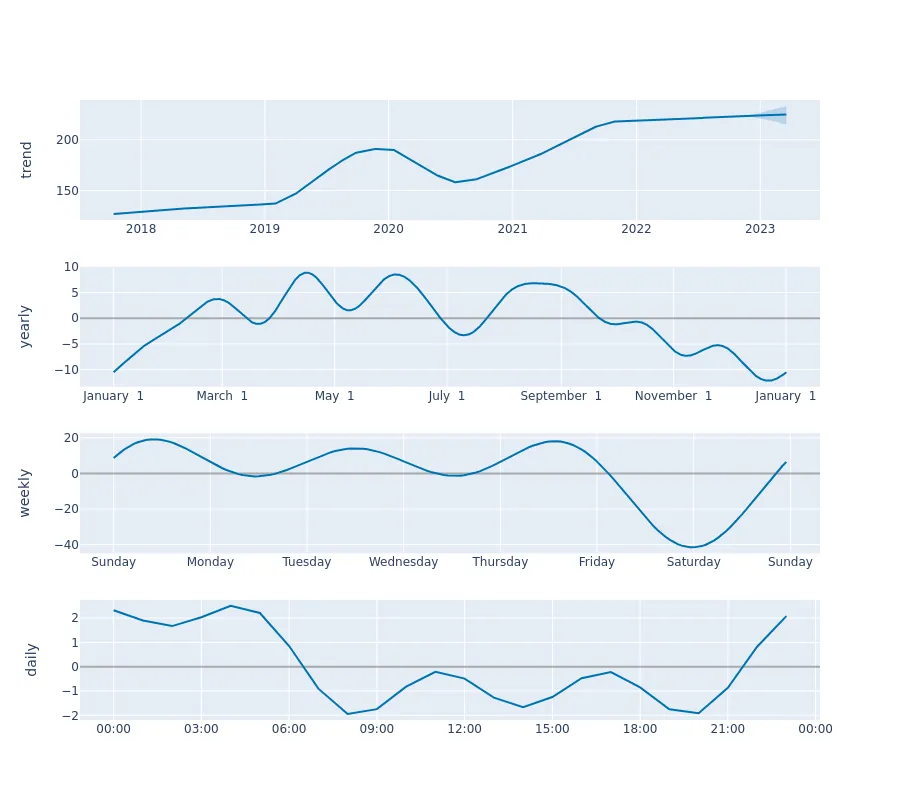 trend
200
150
2018 2019 2020 2021 2022 2023
yearly
10
5
0
−5
−10
January 1 March 1 May 1 July 1 September 1 November 1 January 1
weekly
20
0
−20
−40
Sunday Monday Tuesday Wednesday Thursday Friday Saturday Sunday
daily
2
1
0
−1
−2
00:00 03:00 06:00 09:00 12:00 15:00 18:00 21:00 00:00